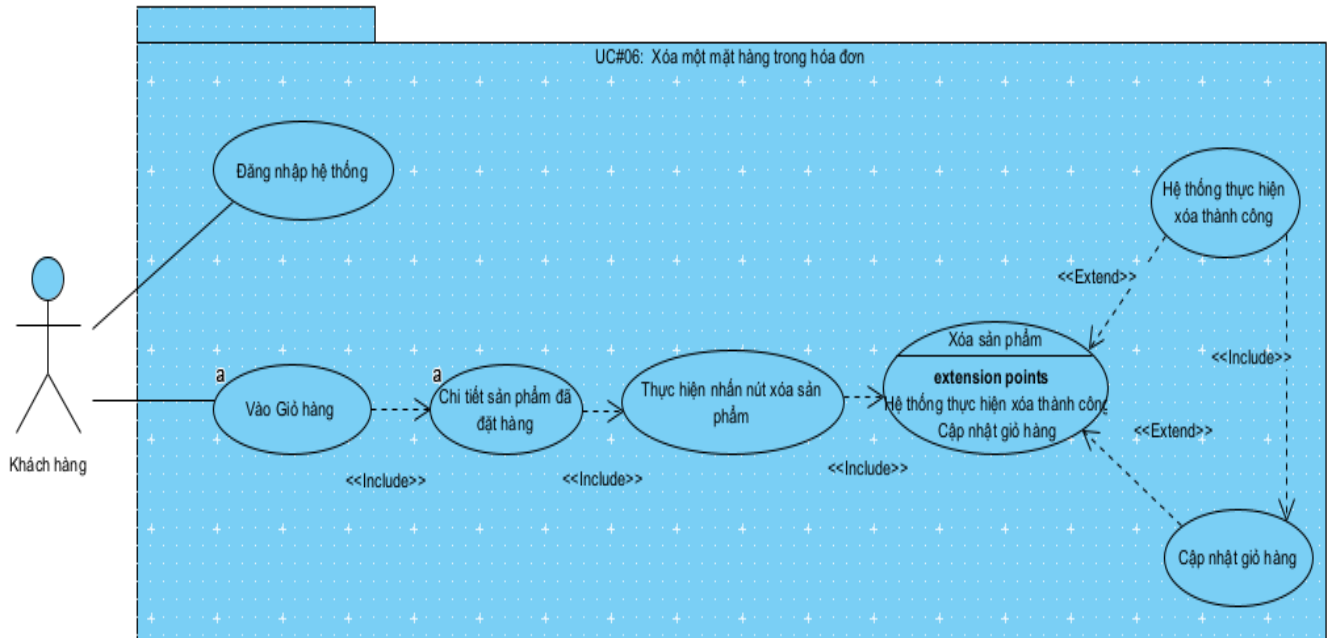 UC#06: Xóa một mặt hàng trong hóa đơn
Đăng nhập hệ thống
Hệ thống thực hiện
xóa thành công
<<Extend>>
Xóa sản phẩm
extension points
Hệ thống thực hiện xóa thành công
Cập nhật giỏ hàng
<<Include>>
a
Vào Giỏ hàng
a
Chi tiết sản phẩm đã
đặt hàng
Thực hiện nhấn nút xóa sản
phẩm
<<Extend>>
Khách hàng
<<Include>>
<<Include>>
<<Include>>
Cập nhật giỏ hàng